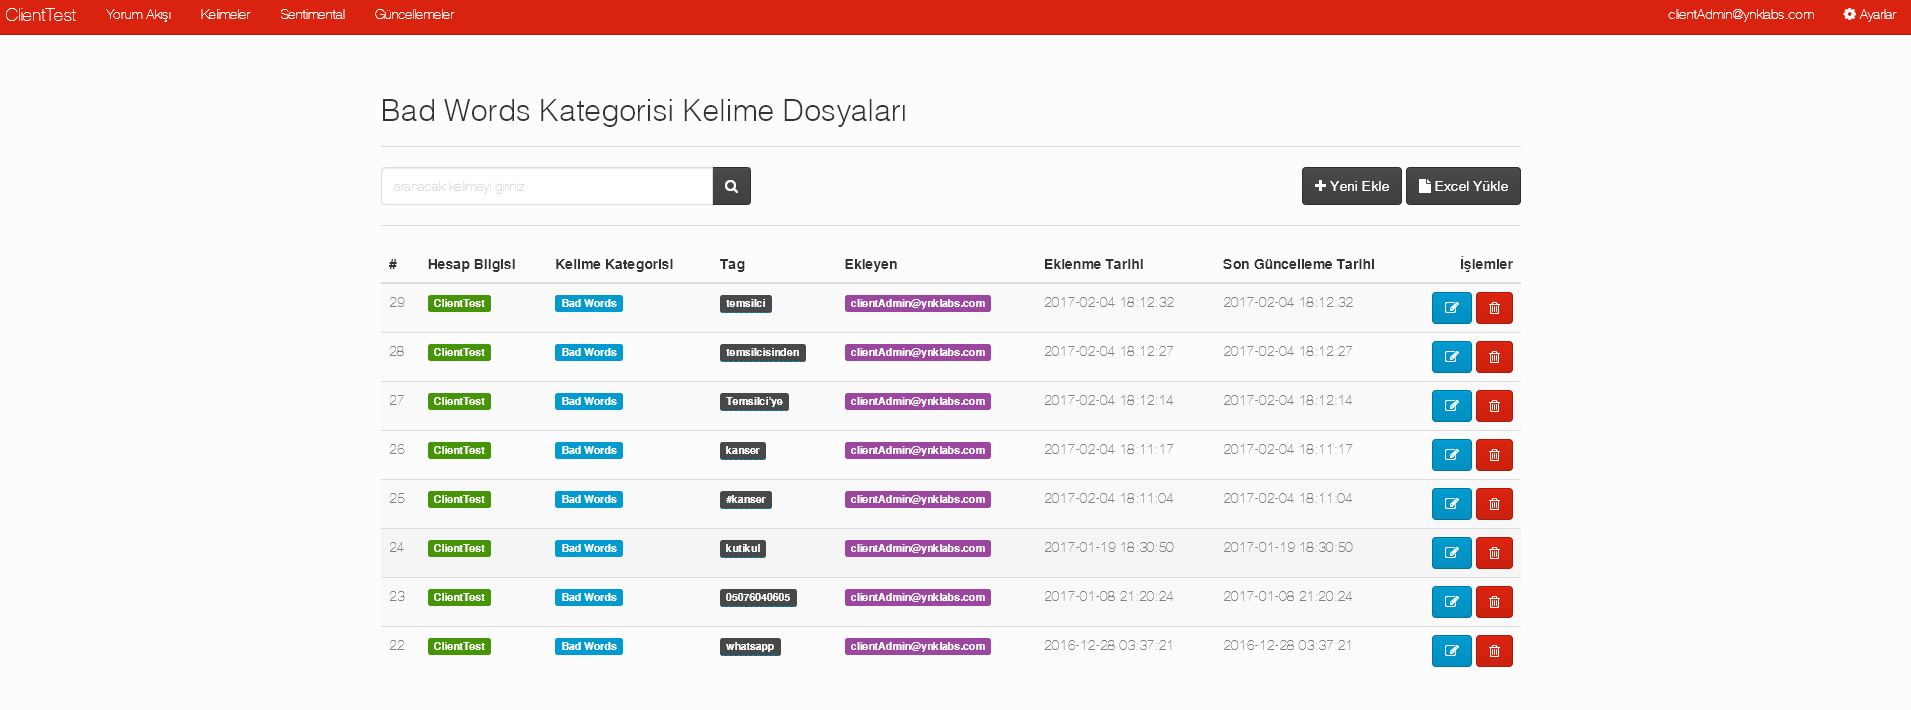 ClientTest Yorum Akışı Kelimeler Sentimental Güncellemeler clientAdmin@ynklabs.com Ayarlar
Bad Words Kategorisi Kelime Dosyaları
aranacak kelimeyi giriniz Yeni Ekle Excel Yükle
# Hesap Bilgisi Kelime Kategorisi Tag Ekleyen Eklenme Tarihi Son Güncelleme Tarihi İşlemler
29 ClientTest Bad Words temsilci clientAdmin@ynklabs.com 2017-02-04 18:12:32 2017-02-04 18:12:32
28 ClientTest Bad Words temsilcisinden clientAdmin@ynklabs.com 2017-02-04 18:12:27 2017-02-04 18:12:27
27 ClientTest Bad Words Temsilci'ye clientAdmin@ynklabs.com 2017-02-04 18:12:14 2017-02-04 18:12:14
26 ClientTest Bad Words kanser clientAdmin@ynklabs.com 2017-02-04 18:11:17 2017-02-04 18:11:17
25 ClientTest Bad Words #kanser clientAdmin@ynklabs.com 2017-02-04 18:11:04 2017-02-04 18:11:04
24 ClientTest Bad Words kutikul clientAdmin@ynklabs.com 2017-01-19 18:30:50 2017-01-19 18:30:50
23 ClientTest Bad Words 05076040605 clientAdmin@ynklabs.com 2017-01-08 21:20:24 2017-01-08 21:20:24
22 ClientTest Bad Words whatsapp clientAdmin@ynklabs.com 2016-12-28 03:37:21 2016-12-28 03:37:21